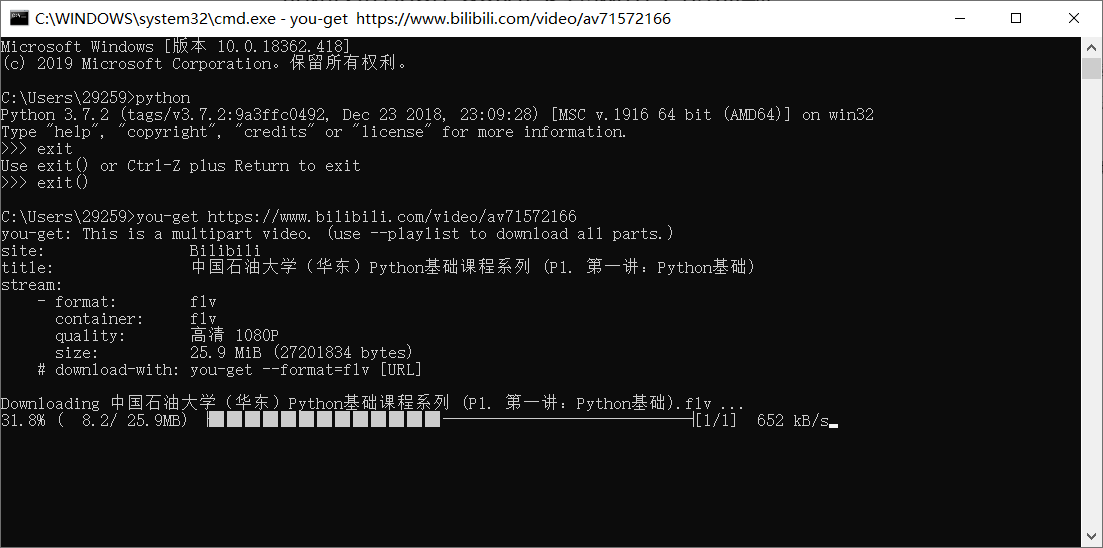 C:\WINDOWS\system32\cmd.exe - you-get  https://www.bilibili.com/video/av71572166
Microsoft Windows [版本 10.0.18362.418]
(c) 2019 Microsoft Corporation。保留所有权利。
C:\Users\29259>python
Python 3.7.2 (tags/v3.7.2:9a3ffc0492, Dec 23 2018, 23:09:28) [MSC v.1916 64 bit (AMD64)] on win32
Type "help", "copyright", "credits" or "license" for more information.
>>> exit
Use exit() or Ctrl-Z plus Return to exit
>>> exit()
C:\Users\29259>you-get https://www.bilibili.com/video/av71572166
you-get: This is a multipart video. (use --playlist to download all parts.)
site:                Bilibili
title:               中国石油大学（华东）Python基础课程系列 (P1. 第一讲：Python基础)
stream:
    - format:        flv
      container:     flv
      quality:       高清 1080P
      size:          25.9 MiB (27201834 bytes)
    # download-with: you-get --format=flv [URL]
Downloading 中国石油大学（华东）Python基础课程系列 (P1. 第一讲：Python基础).flv ...
31.8% (  8.2/ 25.9MB) [1/1]  652 kB/s